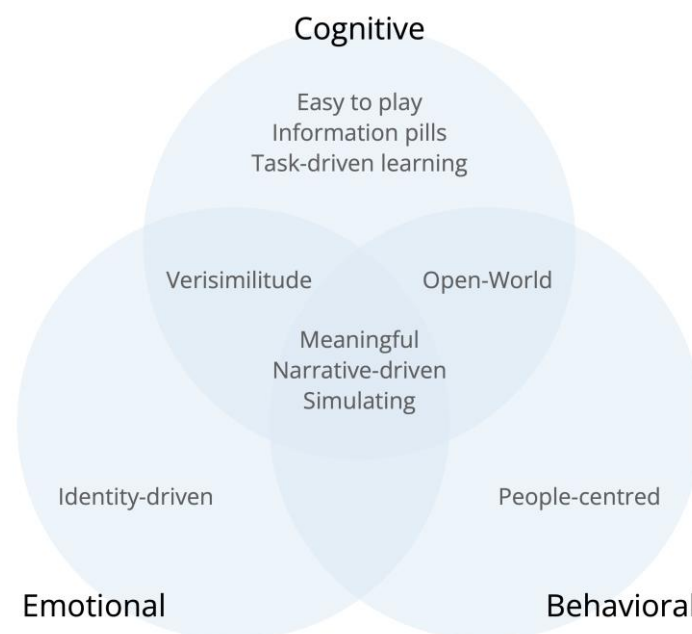 Cognitive
Easy to play
Information pills
Task-driven learning
Verisimilitude
Open-World
Meaningful
Narrative-driven
Simulating
Identity-driven
People-centred
Emotional
Behavioral